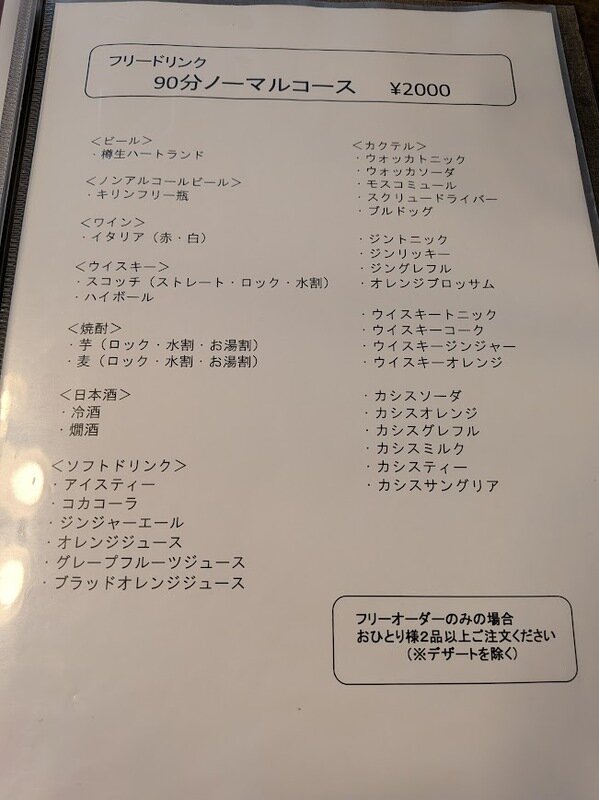 フリードリンク
90分ノーマルコース ¥2000
<ビール>
・樽生ハートランド
<ノンアルコールビール>
・キリンフリー瓶
<ワイン>
・イタリア（赤・白）
<ウイスキー>
・スコッチ（ストレート・ロック・水割）
・ハイボール
<焼酎>
・芋（ロック・水割・お湯割）
・麦（ロック・水割・お湯割）
<日本酒>
・冷酒
・燗酒
<ソフトドリンク>
・アイスティー
・コカコーラ
・ジンジャーエール
・オレンジジュース
・グレープフルーツジュース
・ブラッドオレンジジュース
<カクテル>
・ウォッカトニック
・ウォッカソーダ
・モスコミュール
・スクリュードライバー
・ブルドッグ
・ジントニック
・ジンリッキー
・ジングレフル
・オレンジブロッサム
・ウイスキートニック
・ウイスキーコーク
・ウイスキージンジャー
・ウイスキーオレンジ
・カシスソーダ
・カシスオレンジ
・カシスグレフル
・カシスミルク
・カシスティー
・カシスサングリア
フリーオーダーのみの場合
おひとり様2品以上ご注文ください
（※デザートを除く）